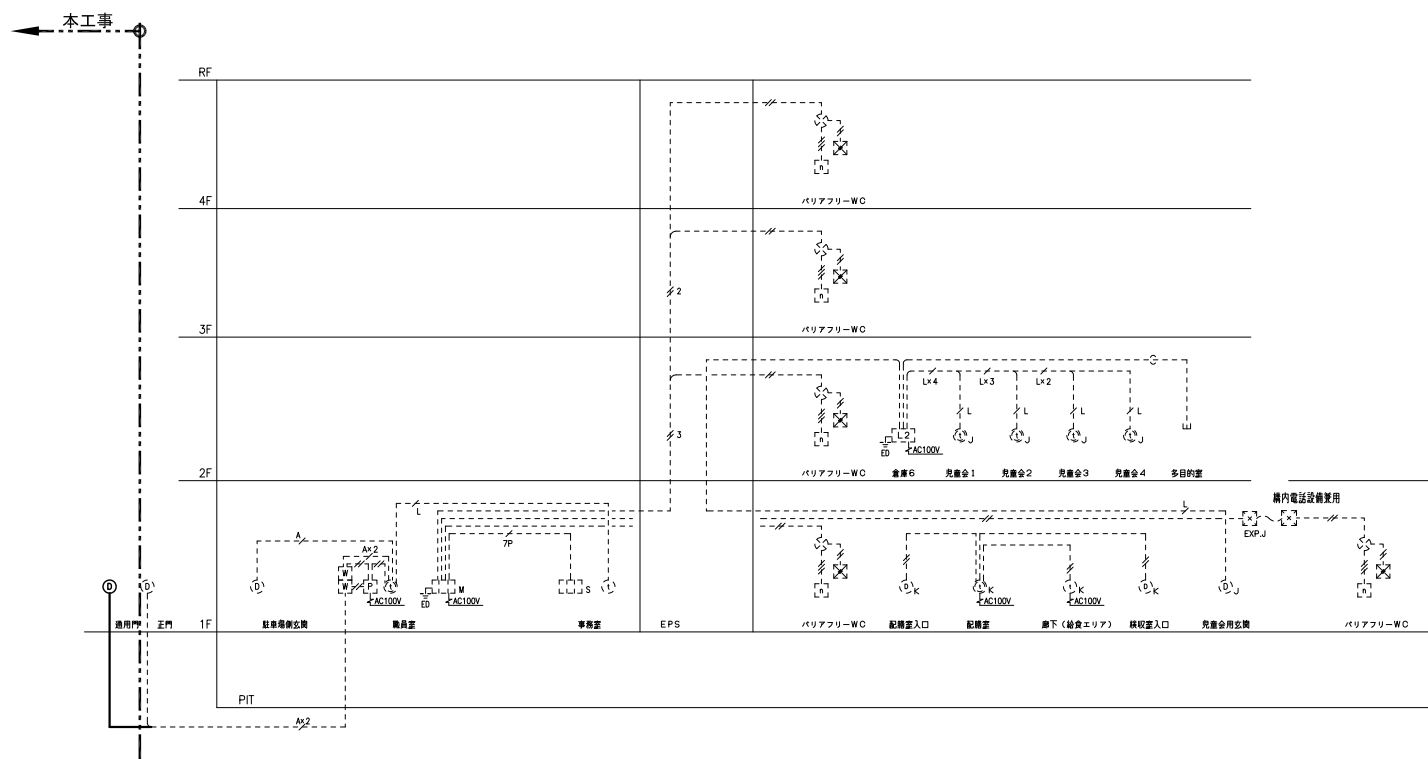 本工事
RF
4F
バリアフリーWC
n
2
3F
バリアフリーWC
n
L×4
L×3
L×2
3
L
L
L
L
n
L2
t
J
t
J
t
J
t
J
ED
AC100V
2F
バリアフリーWC
倉庫6
児童会1
児童会2
児童会3
児童会4
多目的室
構内電話設備兼用
L
L
A
7P
EXP.J
A×2
W
D
D
D
W
P
t
M
S
t
n
D
K
t
K
t
K
D
K
D
J
n
AC100V
ED
AC100V
AC100V
AC100V
通用門
正門
1F
駐車場側玄関
職員室
事務室
EPS
バリアフリーWC
配膳室入口
配膳室
廊下（給食エリア）
検収室入口
児童会用玄関
バリアフリーWC
PIT
A×2